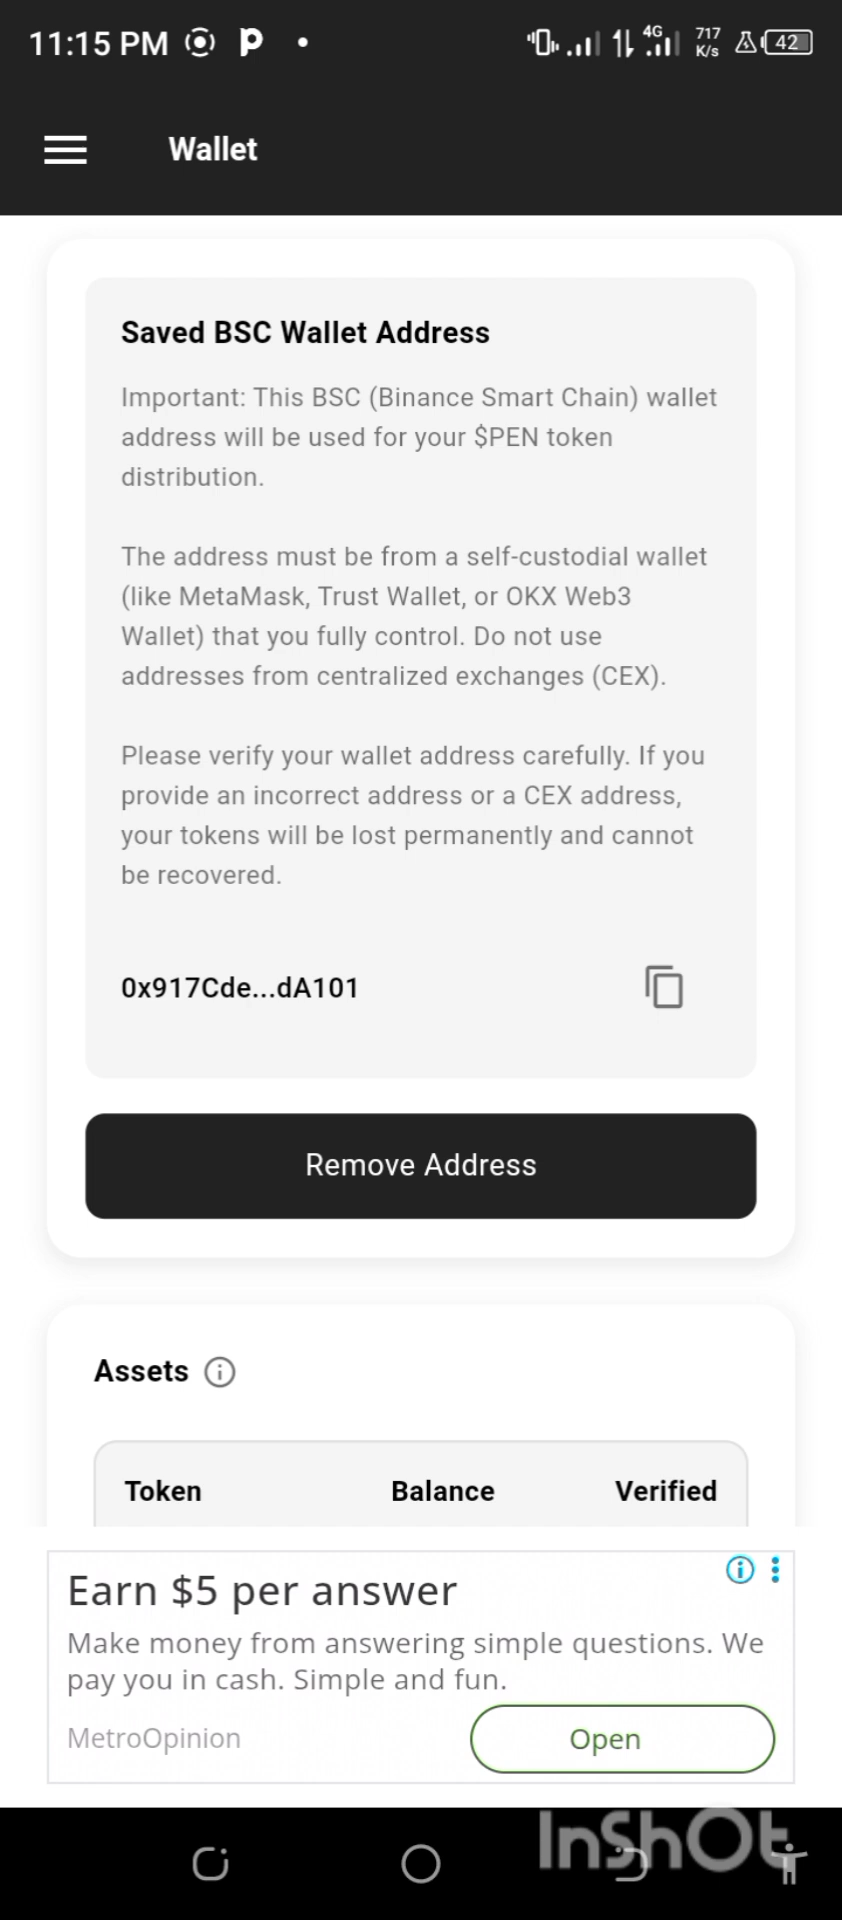 11:15 PM
4G
717
K/s
42
Wallet
Saved BSC Wallet Address
Important: This BSC (Binance Smart Chain) wallet
address will be used for your $PEN token
distribution.
The address must be from a self-custodial wallet
(like MetaMask, Trust Wallet, or OKX Web3
Wallet) that you fully control. Do not use
addresses from centralized exchanges (CEX).
Please verify your wallet address carefully. If you
provide an incorrect address or a CEX address,
your tokens will be lost permanently and cannot
be recovered.
0x917Cde...dA101
Remove Address
Assets
Token Balance Verified
Earn $5 per answer
Make money from answering simple questions. We
pay you in cash. Simple and fun.
MetroOpinion
Open
InShOt